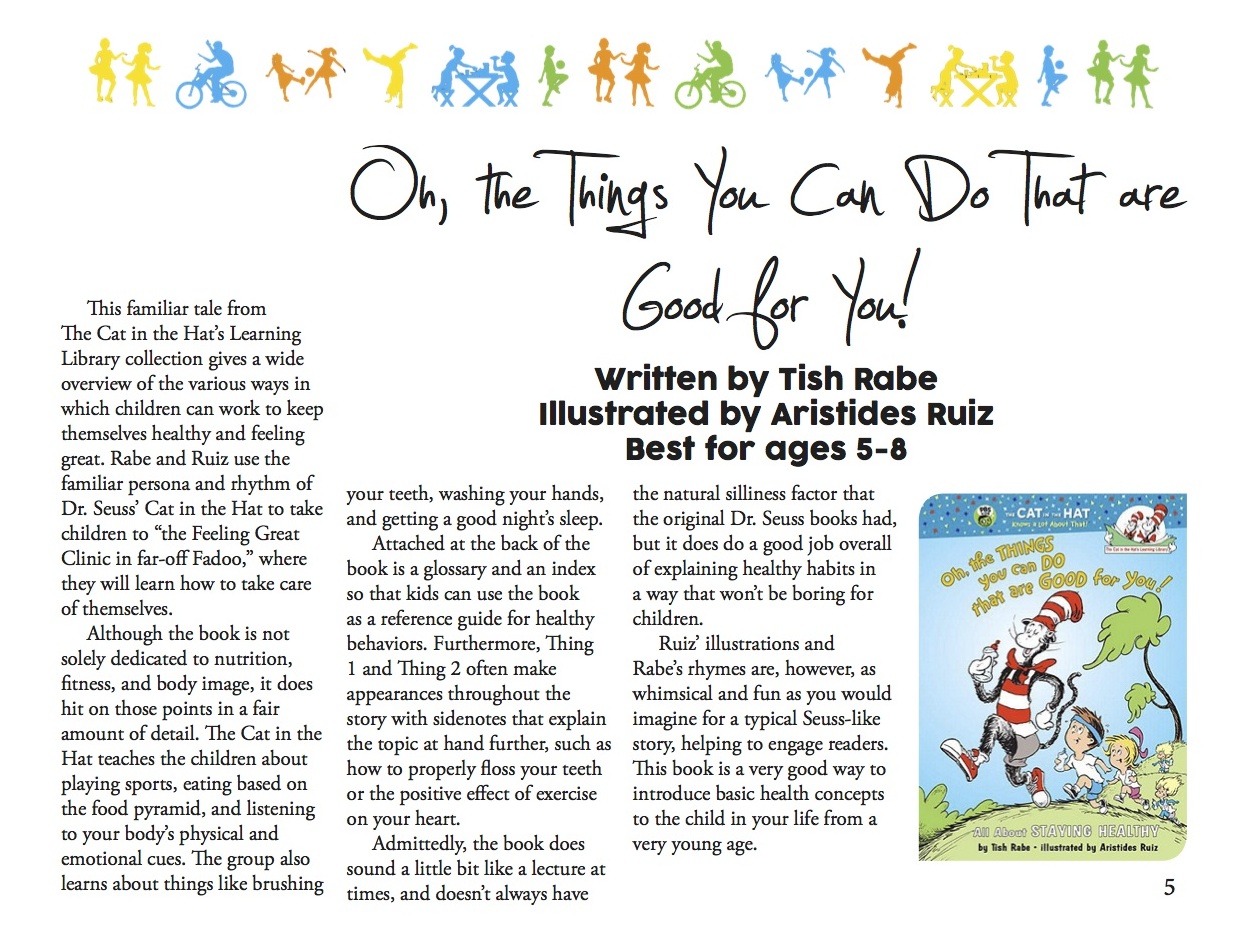 Oh, the Things You Can Do That are
Good for You!
Written by Tish Rabe
Illustrated by Aristides Ruiz
Best for ages 5-8
This familiar tale from
The Cat in the Hat's Learning
Library collection gives a wide
overview of the various ways in
which children can work to keep
themselves healthy and feeling
great. Rabe and Ruiz use the
familiar persona and rhythm of
Dr. Seuss' Cat in the Hat to take
children to “the Feeling Great
Clinic in far-off Fadoo,” where
they will learn how to take care
of themselves.
Although the book is not
solely dedicated to nutrition,
fitness, and body image, it does
hit on those points in a fair
amount of detail. The Cat in the
Hat teaches the children about
playing sports, eating based on
the food pyramid, and listening
to your body's physical and
emotional cues. The group also
learns about things like brushing
your teeth, washing your hands,
and getting a good night's sleep.
Attached at the back of the
book is a glossary and an index
so that kids can use the book
as a reference guide for healthy
behaviors. Furthermore, Thing
1 and Thing 2 often make
appearances throughout the
story with sidenotes that explain
the topic at hand further, such as
how to properly floss your teeth
or the positive effect of exercise
on your heart.
Admittedly, the book does
sound a little bit like a lecture at
times, and doesn't always have
the natural silliness factor that
the original Dr. Seuss books had,
but it does do a good job overall
of explaining healthy habits in
a way that won't be boring for
children.
Ruiz' illustrations and
Rabe's rhymes are, however, as
whimsical and fun as you would
imagine for a typical Seuss-like
story, helping to engage readers.
This book is a very good way to
introduce basic health concepts
to the child in your life from a
very young age.
PBS KIDS
THE CAT IN THE HAT
Knows a Lot About That!
The Cat in the Hat's Learning Library
Oh, the THINGS
you can DO
that are GOOD for You!
All About STAYING HEALTHY
by Tish Rabe • illustrated by Aristides Ruiz
5